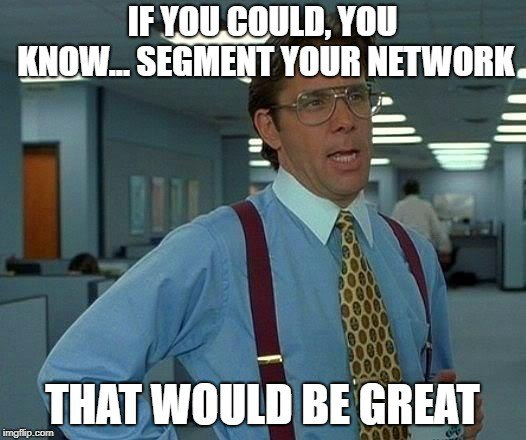 IF YOU COULD, YOU
KNOW... SEGMENT YOUR NETWORK
THAT WOULD BE GREAT
imgflip.com